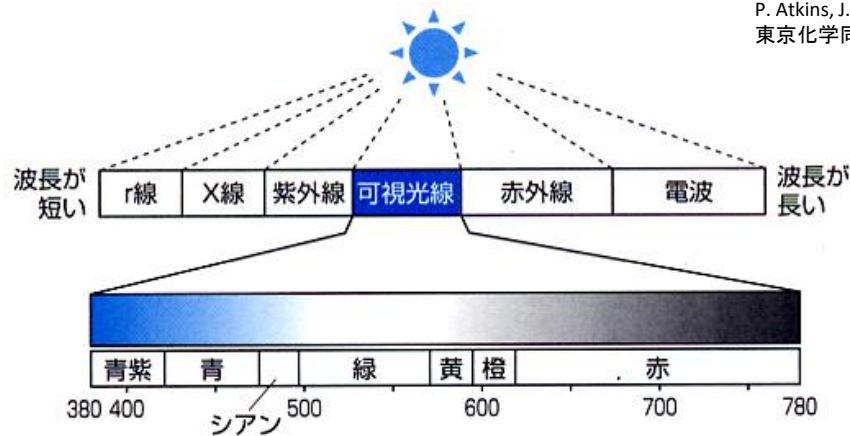 P. Atkins, J.
東京化学同
波長が
短い
r線
X線
紫外線
可視光線
赤外線
電波
波長が
長い
青紫
青
シアン
緑
黄
橙
赤
380 400 500 600 700 780